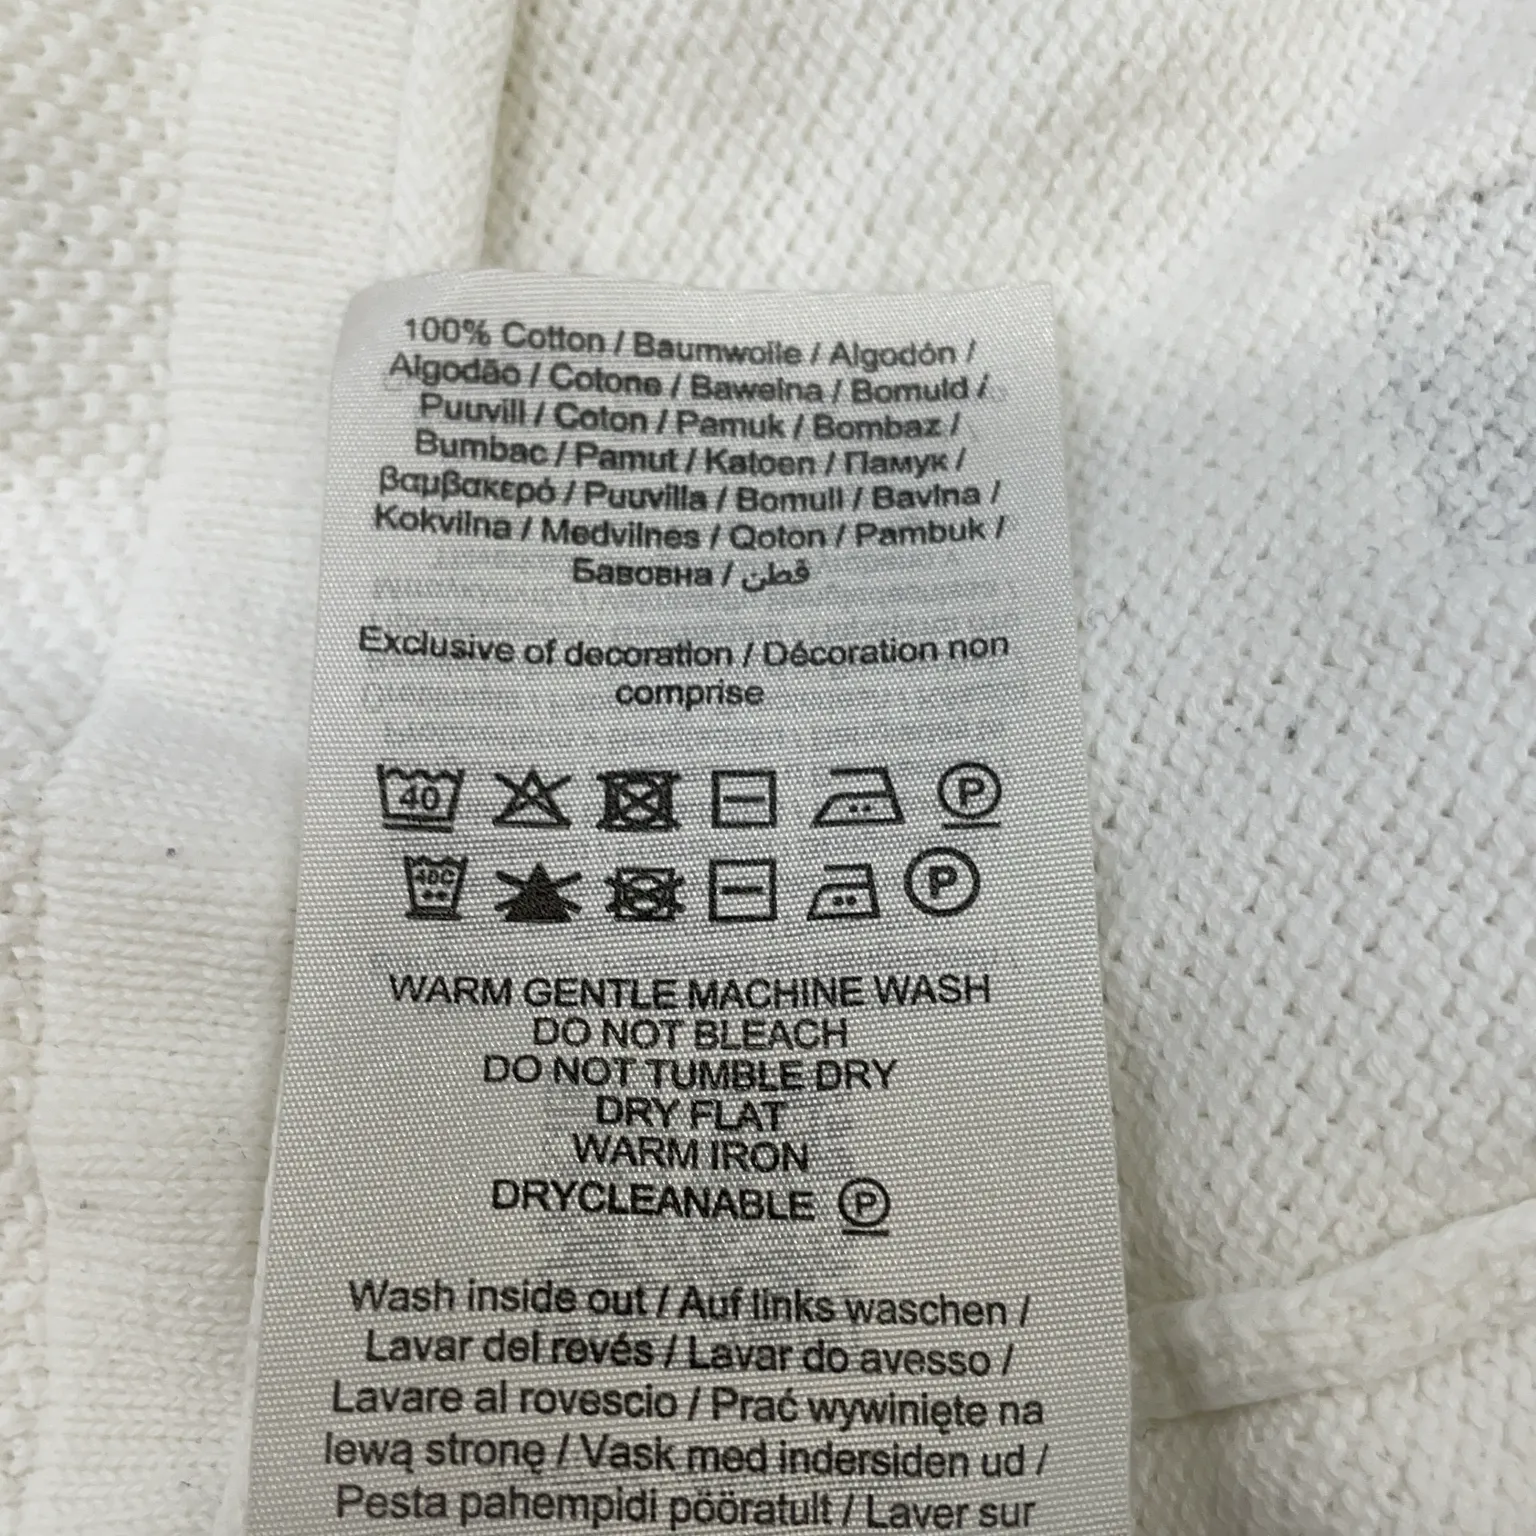 100% Cotton / Baumwolle / Algodón /
Algodão / Cotone / Bawełna / Bomuld /
Puuvill / Coton / Pamuk / Bombaž /
Bumbac / Pamut / Katoen / Памук /
βαμβακερό / Puuvilla / Bomull / Bavlna /
Kokvilna / Medvilnės / Qoton / Pambuk /
Бавовна / قطن
Exclusive of decoration / Décoration non
comprise
40 P
40C P
WARM GENTLE MACHINE WASH
DO NOT BLEACH
DO NOT TUMBLE DRY
DRY FLAT
WARM IRON
DRYCLEANABLE P
Wash inside out / Auf links waschen /
Lavar del revés / Lavar do avesso /
Lavare al rovescio / Prać wywinięte na
lewą stronę / Vask med indersiden ud /
Pesta pahempidi pööratult / Laver sur